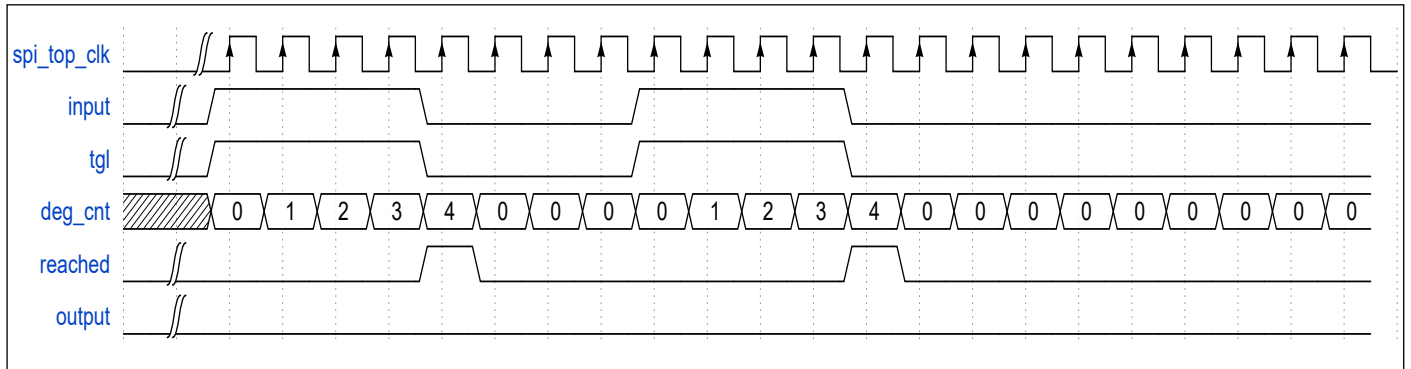 spi_top_clk
input
tgl
deg_cnt 0 1 2 3 4 0 0 0 0 1 2 3 4 0 0 0 0 0 0 0 0 0
reached
output